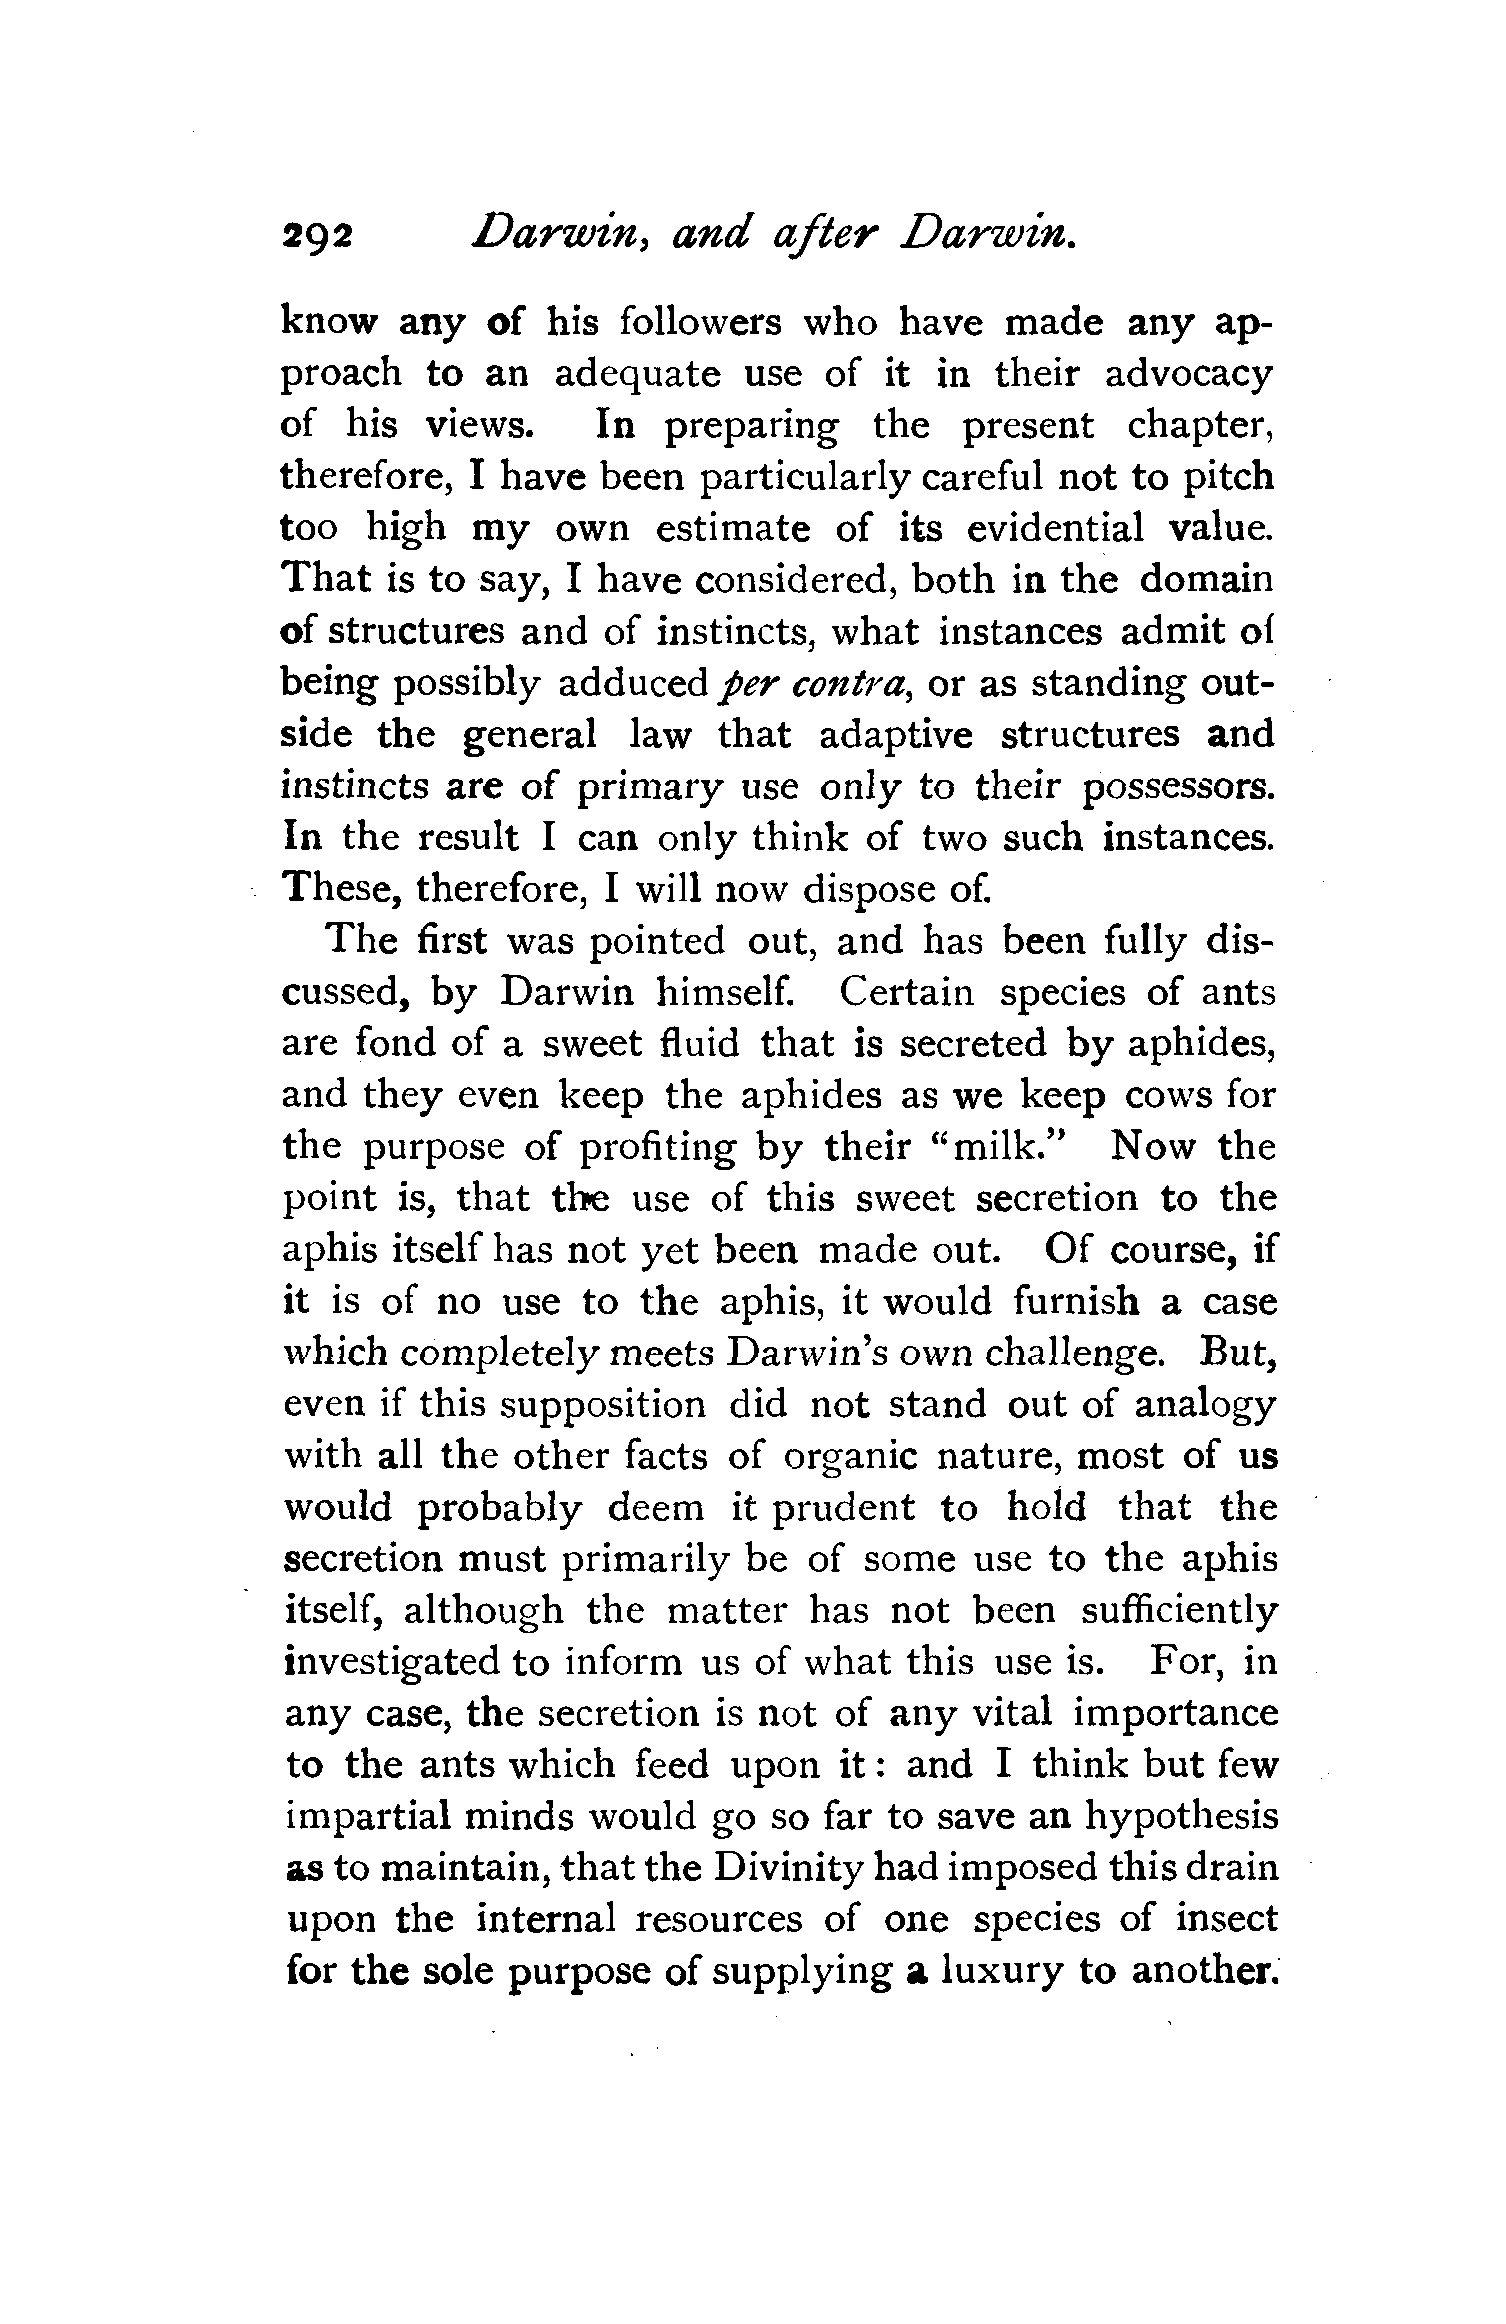 292 Darwin, and after Darwin.
know any of his followers who have made any ap-
proach to an adequate use of it in their advocacy
of his views. In preparing the present chapter,
therefore, I have been particularly careful not to pitch
too high my own estimate of its evidential value.
That is to say, I have considered, both in the domain
of structures and of instincts, what instances admit of
being possibly adduced per contra, or as standing out-
side the general law that adaptive structures and
instincts are of primary use only to their possessors.
In the result I can only think of two such instances.
These, therefore, I will now dispose of.
The first was pointed out, and has been fully dis-
cussed, by Darwin himself. Certain species of ants
are fond of a sweet fluid that is secreted by aphides,
and they even keep the aphides as we keep cows for
the purpose of profiting by their "milk." Now the
point is, that the use of this sweet secretion to the
aphis itself has not yet been made out. Of course, if
it is of no use to the aphis, it would furnish a case
which completely meets Darwin's own challenge. But,
even if this supposition did not stand out of analogy
with all the other facts of organic nature, most of us
would probably deem it prudent to hold that the
secretion must primarily be of some use to the aphis
itself, although the matter has not been sufficiently
investigated to inform us of what this use is. For, in
any case, the secretion is not of any vital importance
to the ants which feed upon it: and I think but few
impartial minds would go so far to save an hypothesis
as to maintain, that the Divinity had imposed this drain
upon the internal resources of one species of insect
for the sole purpose of supplying a luxury to another.